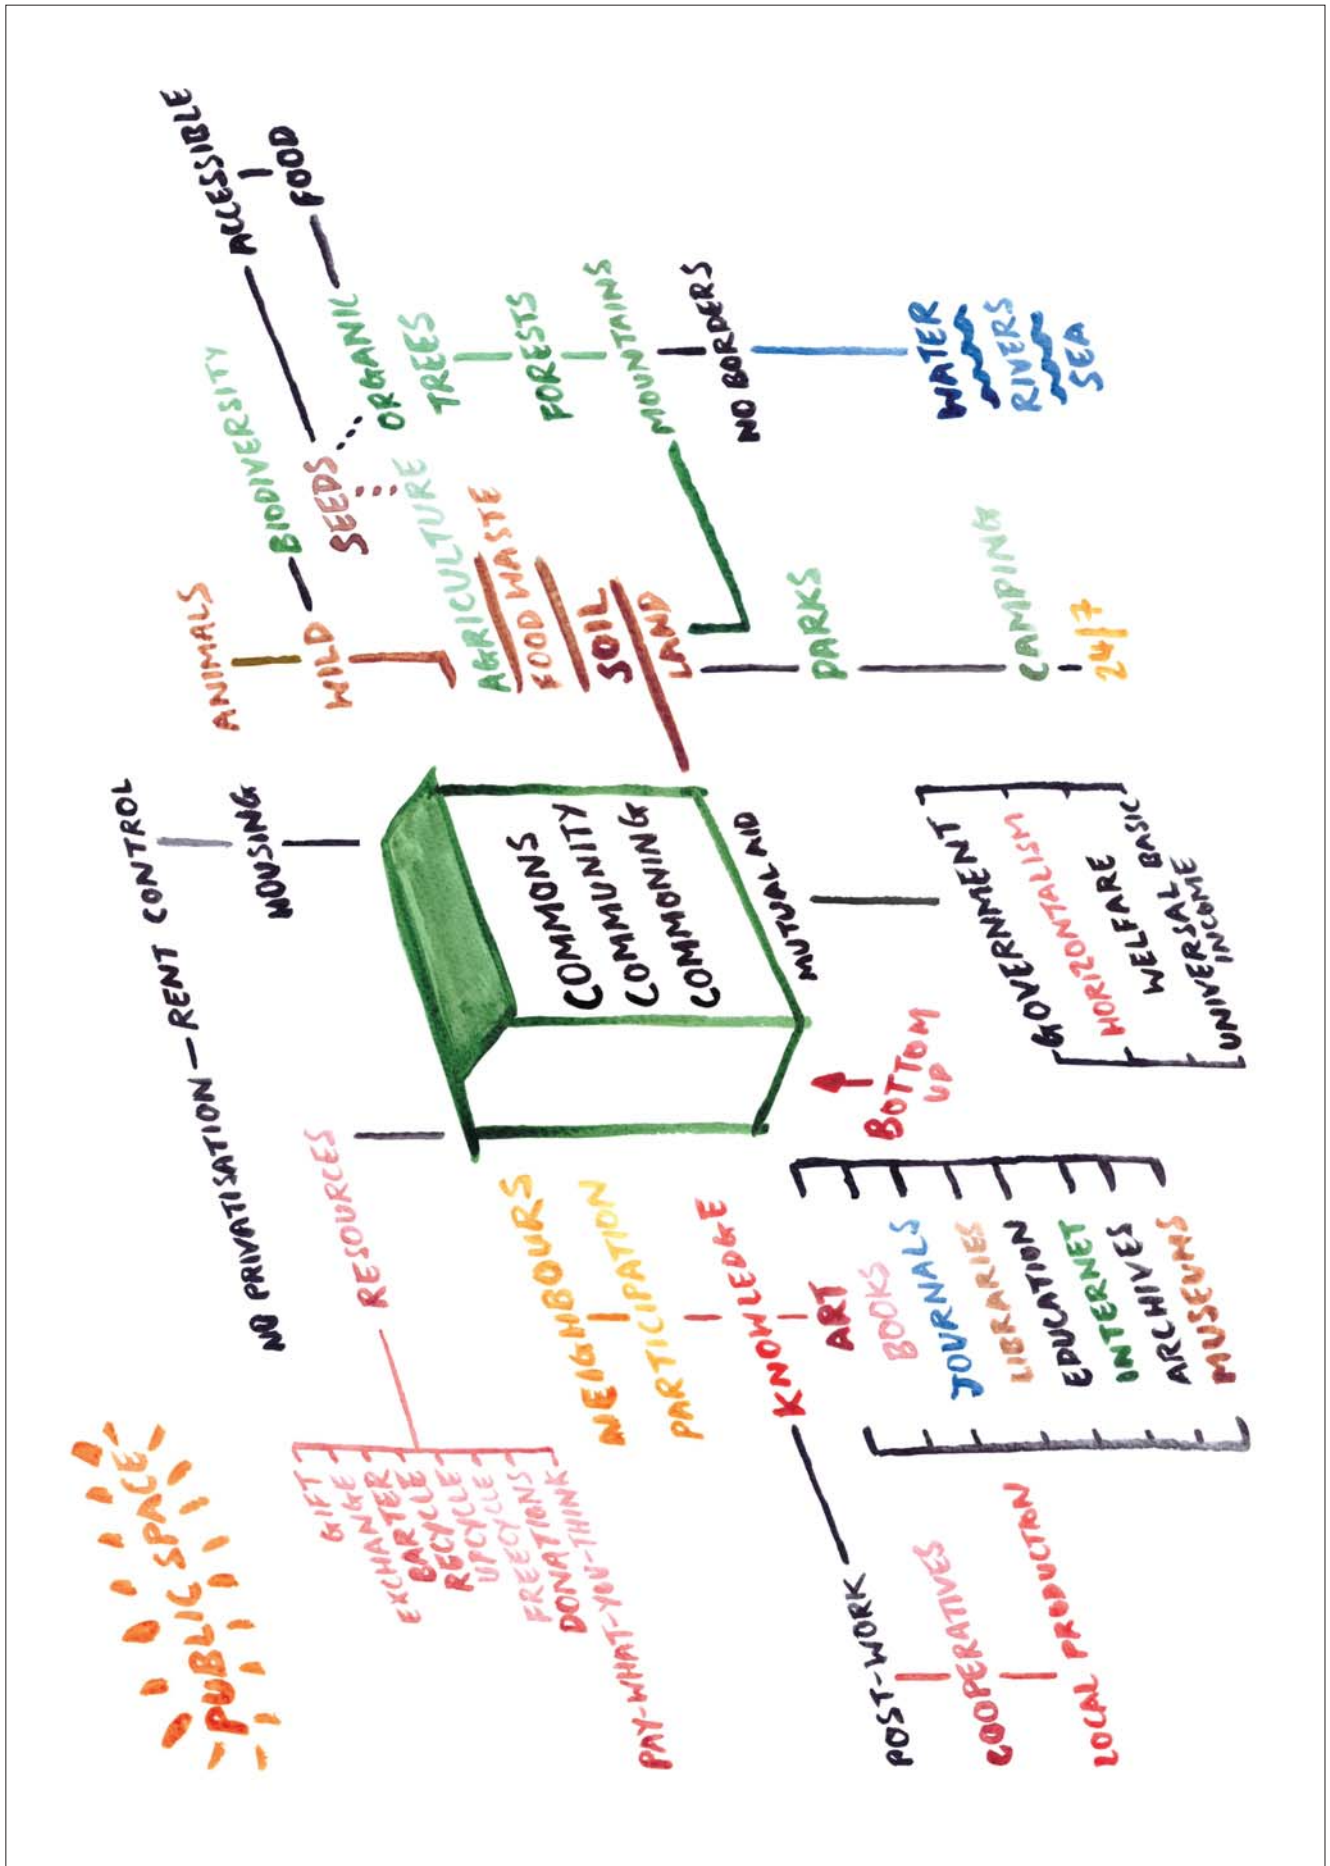 PUBLIC SPACE
NO PRIVATISATION — RENT CONTROL
HOUSING
RESOURCES
GIFT
EXCHANGE
BARTER
RECYCLE
UPCYCLE
FREECYCLE
DONATIONS
PAY-WHAT-YOU-THINK
NEIGHBOURS
PARTICIPATION
KNOWLEDGE
ART
BOOKS
JOURNALS
LIBRARIES
EDUCATION
INTERNET
ARCHIVES
MUSEUMS
POST-WORK
COOPERATIVES
LOCAL PRODUCTION
COMMONS
COMMUNITY
COMMONING
MUTUAL AID
BOTTOM
UP
GOVERNMENT
HORIZONTALISM
WELFARE
UNIVERSAL BASIC
INCOME
ANIMALS
WILD
BIODIVERSITY
SEEDS
ACCESSIBLE
FOOD
ORGANIC
AGRICULTURE
FOOD WASTE
SOIL
LAND
TREES
FORESTS
MOUNTAINS
NO BORDERS
WATER
RIVERS
SEA
PARKS
CAMPING
24/7